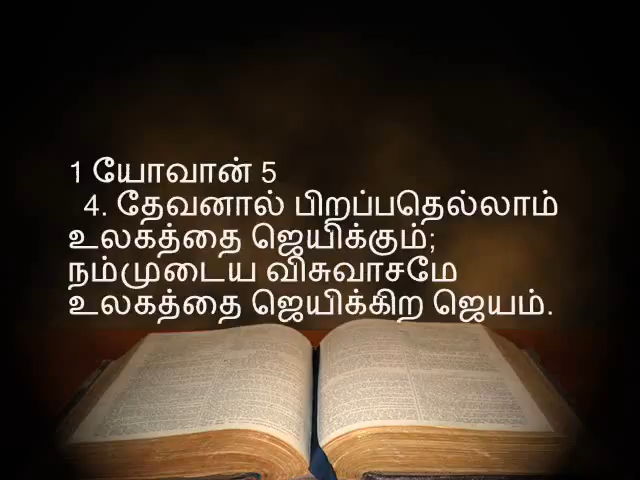 1 யோவான் 5
4. தேவனால் பிறப்பதெல்லாம்
உலகத்தை ஜெயிக்கும்;
நம்முடைய விசுவாசமே
உலகத்தை ஜெயிக்கிற ஜெயம்.